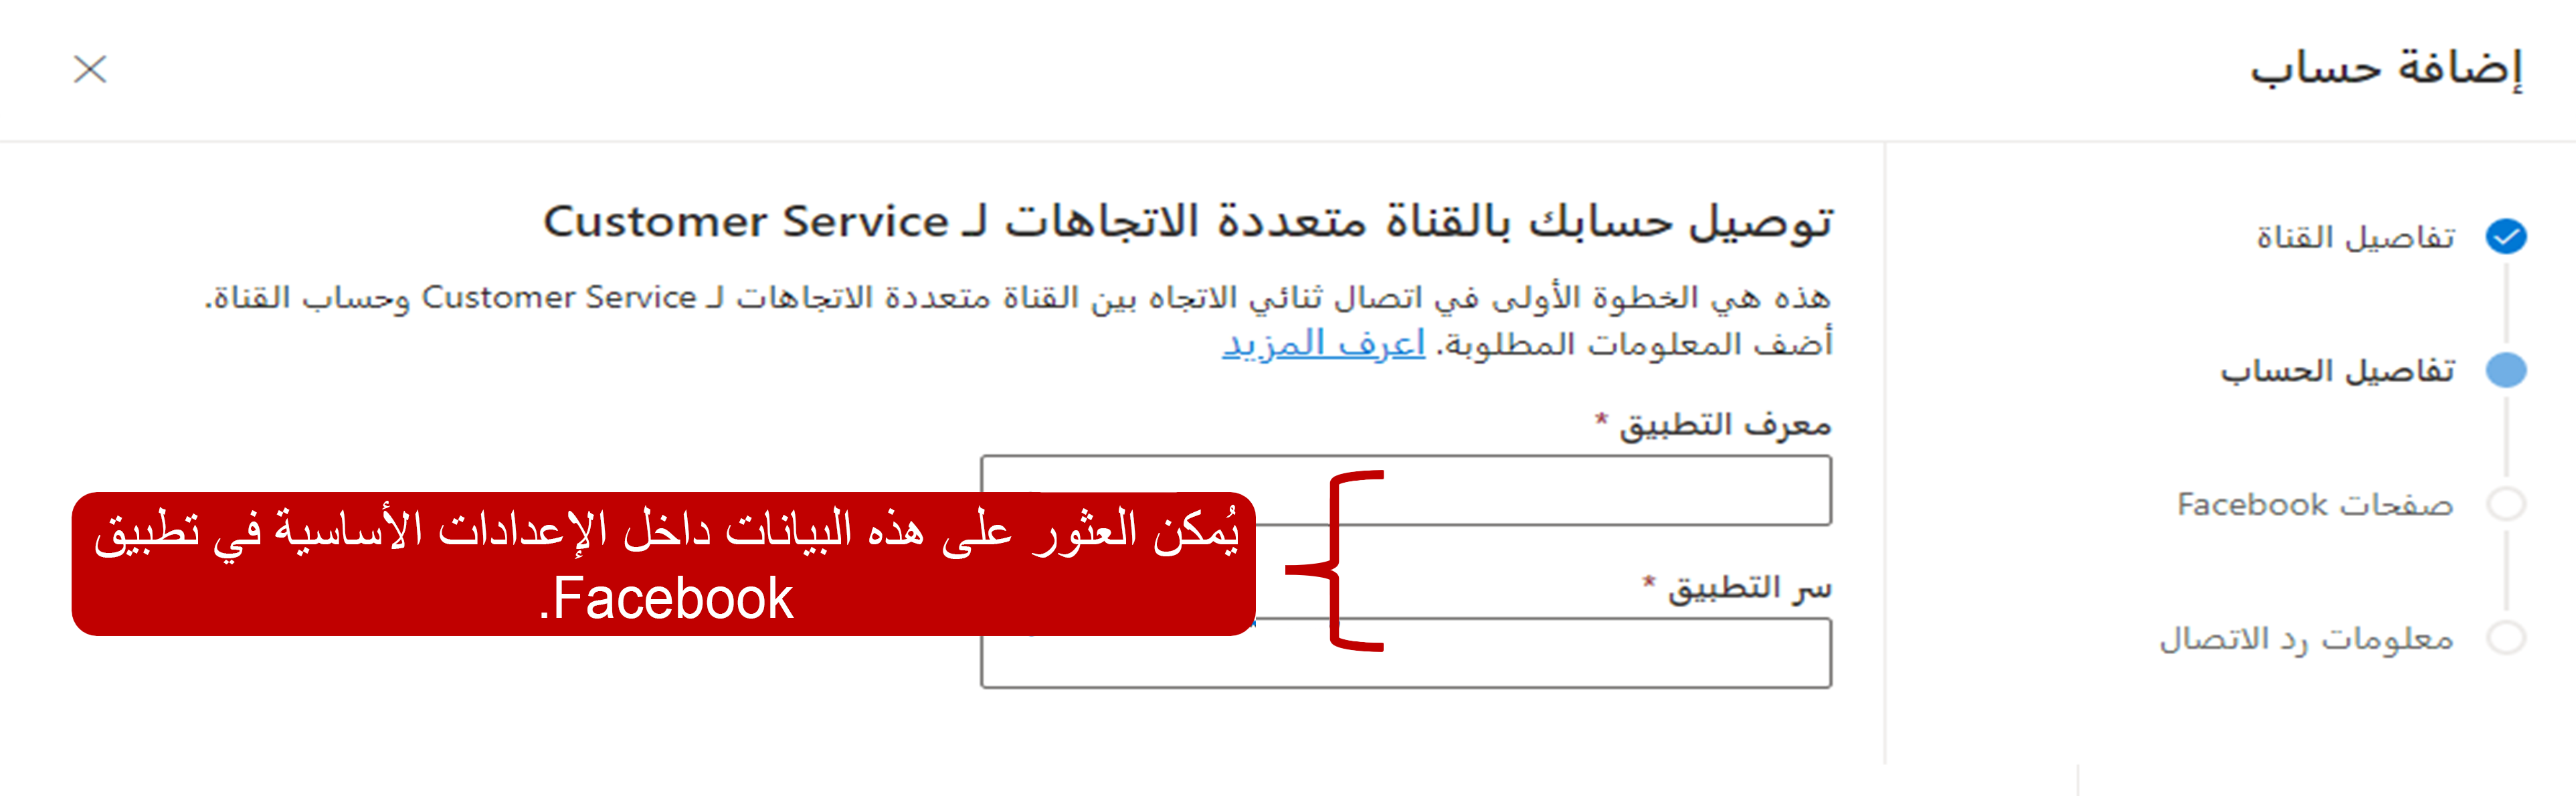 إضافة حساب
تفاصيل القناة
تفاصيل الحساب
صفحات Facebook
معلومات رد الاتصال
توصيل حسابك بالقناة متعددة الاتجاهات لـ Customer Service
هذه هي الخطوة الأولى في اتصال ثنائي الاتجاه بين القناة متعددة الاتجاهات لـ Customer Service وحساب القناة.
أضف المعلومات المطلوبة. اعرف المزيد
معرف التطبيق *
سر التطبيق *
يُمكن العثور على هذه البيانات داخل الإعدادات الأساسية في تطبيق
Facebook.